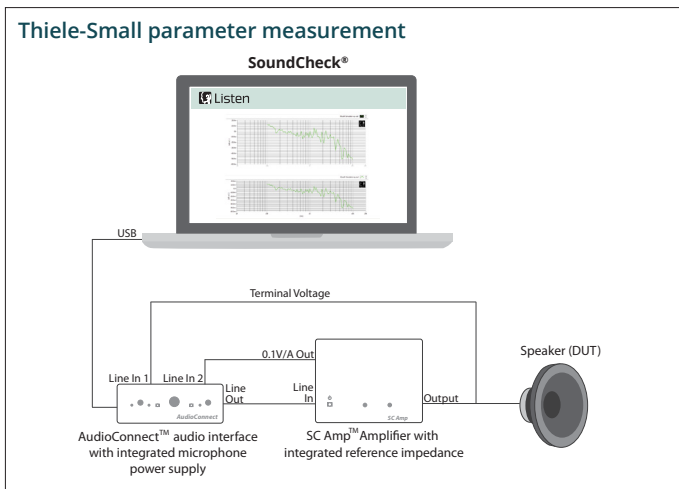 Thiele-Small parameter measurement
SoundCheck®
Listen
USB
Terminal Voltage
0.1V/A Out
Speaker (DUT)
Line In 1
Line In 2
Line
Out
Line
In
Output
AudioConnect
SC Amp
AudioConnect™ audio interface
with integrated microphone
power supply
SC Amp™ Amplifier with
integrated reference impedance